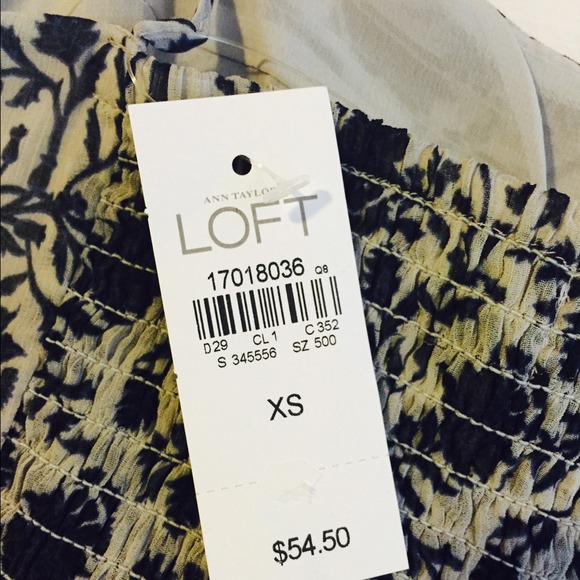 ANN TAYLOR
LOFT
17018036 Q8
D29 CL 1 C 352
S 345556 SZ 500
XS
$54.50